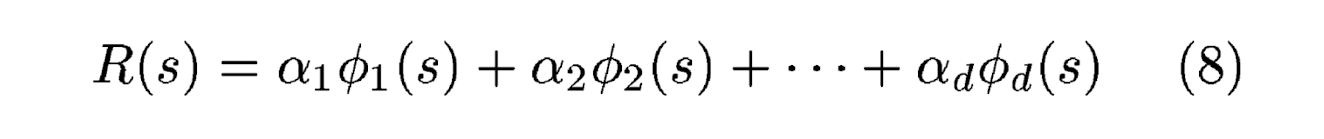 R(s) = α₁ϕ₁(s) + α₂ϕ₂(s) + ⋯ + α_dϕ_d(s) (8)